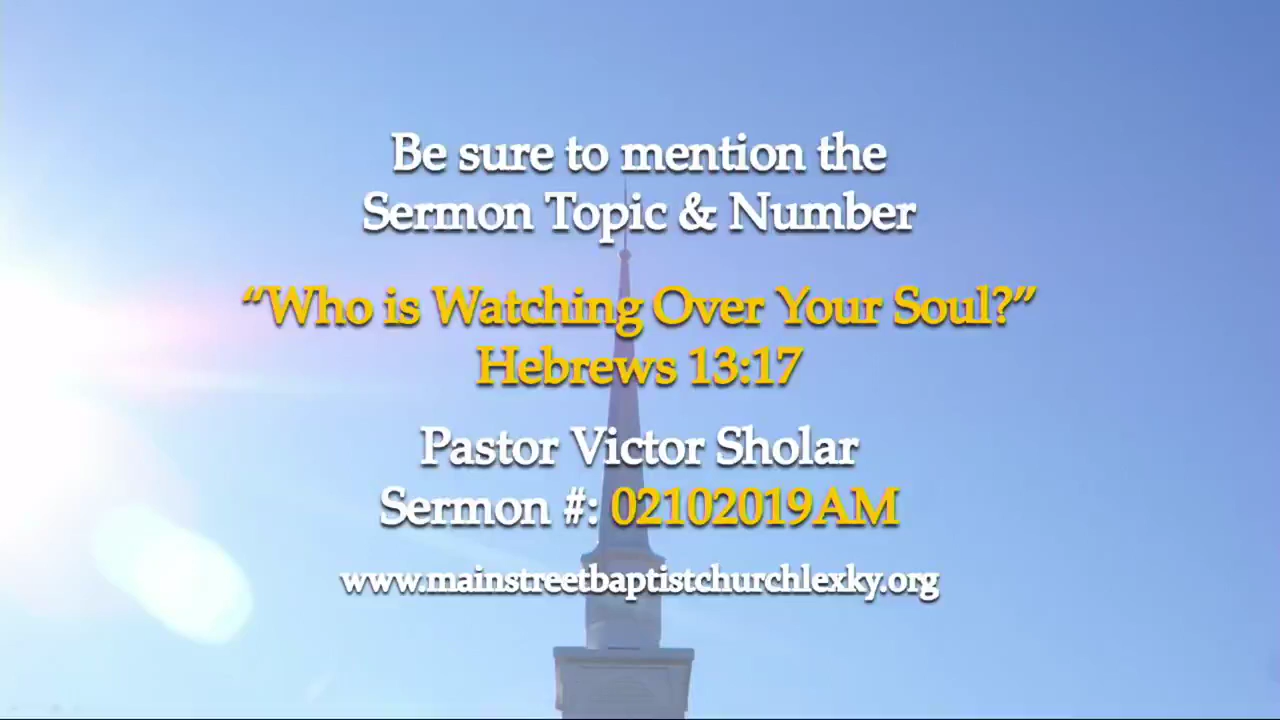 Be sure to mention the
Sermon Topic & Number
“Who is Watching Over Your Soul?”
Hebrews 13:17
Pastor Victor Sholar
Sermon #: 02102019AM
www.mainstreetbaptistchurchlexky.org